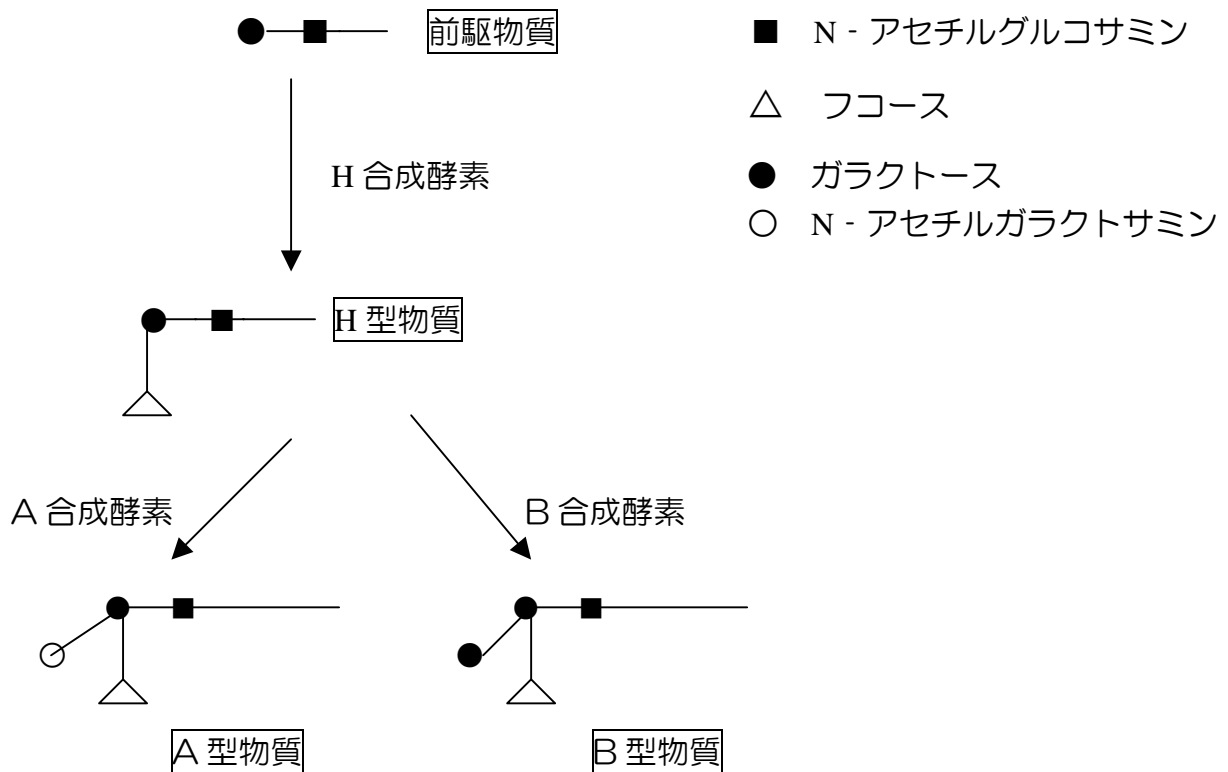 前駆物質
■ N‐アセチルグルコサミン
△ フコース
● ガラクトース
○ N‐アセチルガラクトサミン
H 合成酵素
H 型物質
A 合成酵素
B 合成酵素
A 型物質
B 型物質